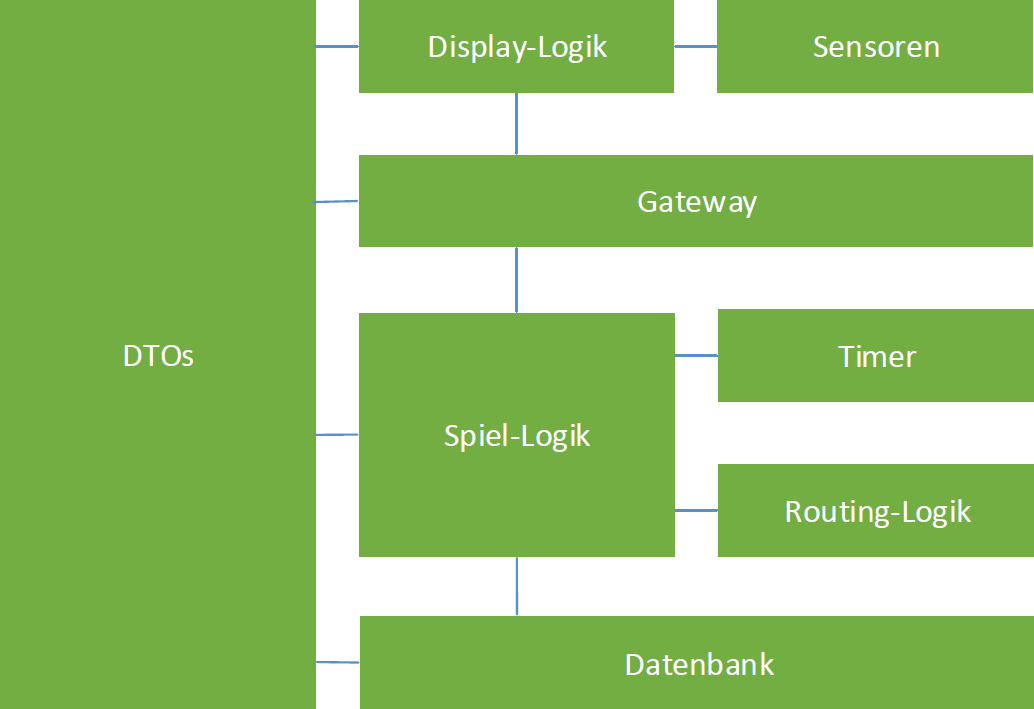 Display-Logik
Sensoren
Gateway
DTOs
Timer
Spiel-Logik
Routing-Logik
Datenbank